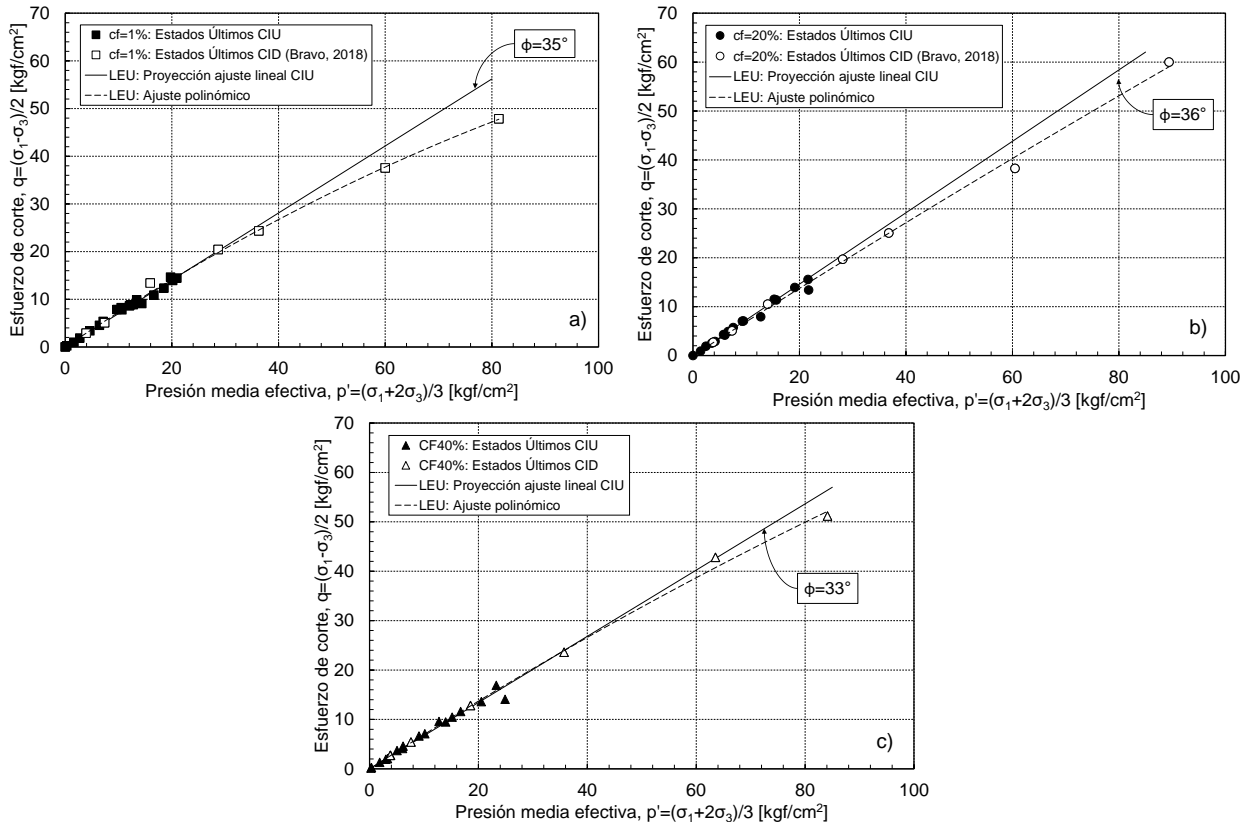 Esfuerzo de corte, q=(σ₁-σ₃)/2 [kgf/cm²]
70
60
50
40
30
20
10
0
cf=1%: Estados Últimos CIU
cf=1%: Estados Últimos CID (Bravo, 2018)
LEU: Proyección ajuste lineal CIU
LEU: Ajuste polinómico
ϕ=35°
a)
0 20 40 60 80 100
Presión media efectiva, p'=(σ₁+2σ₃)/3 [kgf/cm²]
Esfuerzo de corte, q=(σ₁-σ₃)/2 [kgf/cm²]
70
60
50
40
30
20
10
0
cf=20%: Estados Últimos CIU
cf=20%: Estados Últimos CID (Bravo, 2018)
LEU: Proyección ajuste lineal CIU
LEU: Ajuste polinómico
ϕ=36°
b)
0 20 40 60 80 100
Presión media efectiva, p'=(σ₁+2σ₃)/3 [kgf/cm²]
Esfuerzo de corte, q=(σ₁-σ₃)/2 [kgf/cm²]
70
60
50
40
30
20
10
0
CF40%: Estados Últimos CIU
CF40%: Estados Últimos CID
LEU: Proyección ajuste lineal CIU
LEU: Ajuste polinómico
ϕ=33°
c)
0 20 40 60 80 100
Presión media efectiva, p'=(σ₁+2σ₃)/3 [kgf/cm²]